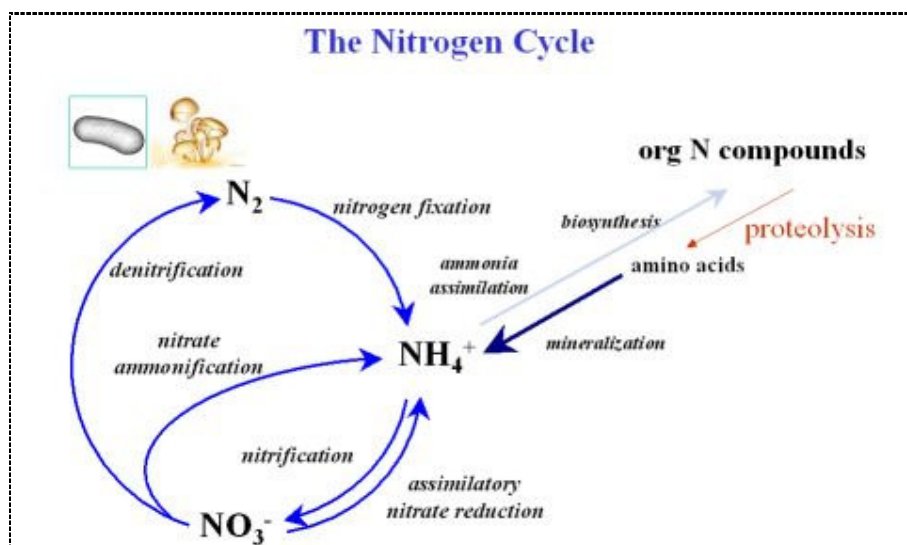 The Nitrogen Cycle
org N compounds
N₂
nitrogen fixation
biosynthesis
proteolysis
denitrification
ammonia
assimilation
amino acids
nitrate
ammonification
NH₄⁺
mineralization
nitrification
assimilatory
nitrate reduction
NO₃⁻